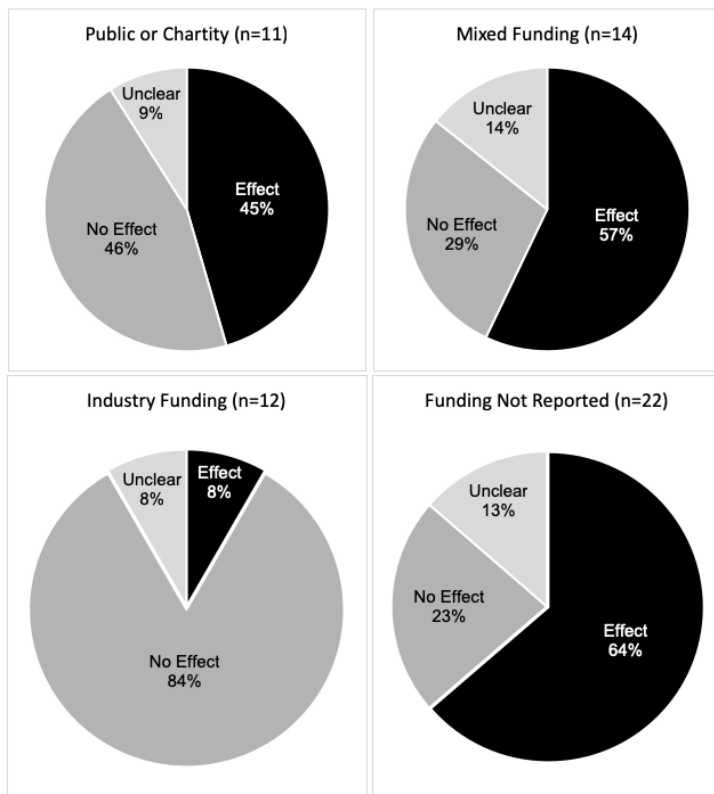 Public or Chartity (n=11)
Unclear
9%
Effect
45%
No Effect
46%
Mixed Funding (n=14)
Unclear
14%
Effect
57%
No Effect
29%
Industry Funding (n=12)
Unclear
8%
Effect
8%
No Effect
84%
Funding Not Reported (n=22)
Unclear
13%
No Effect
23%
Effect
64%